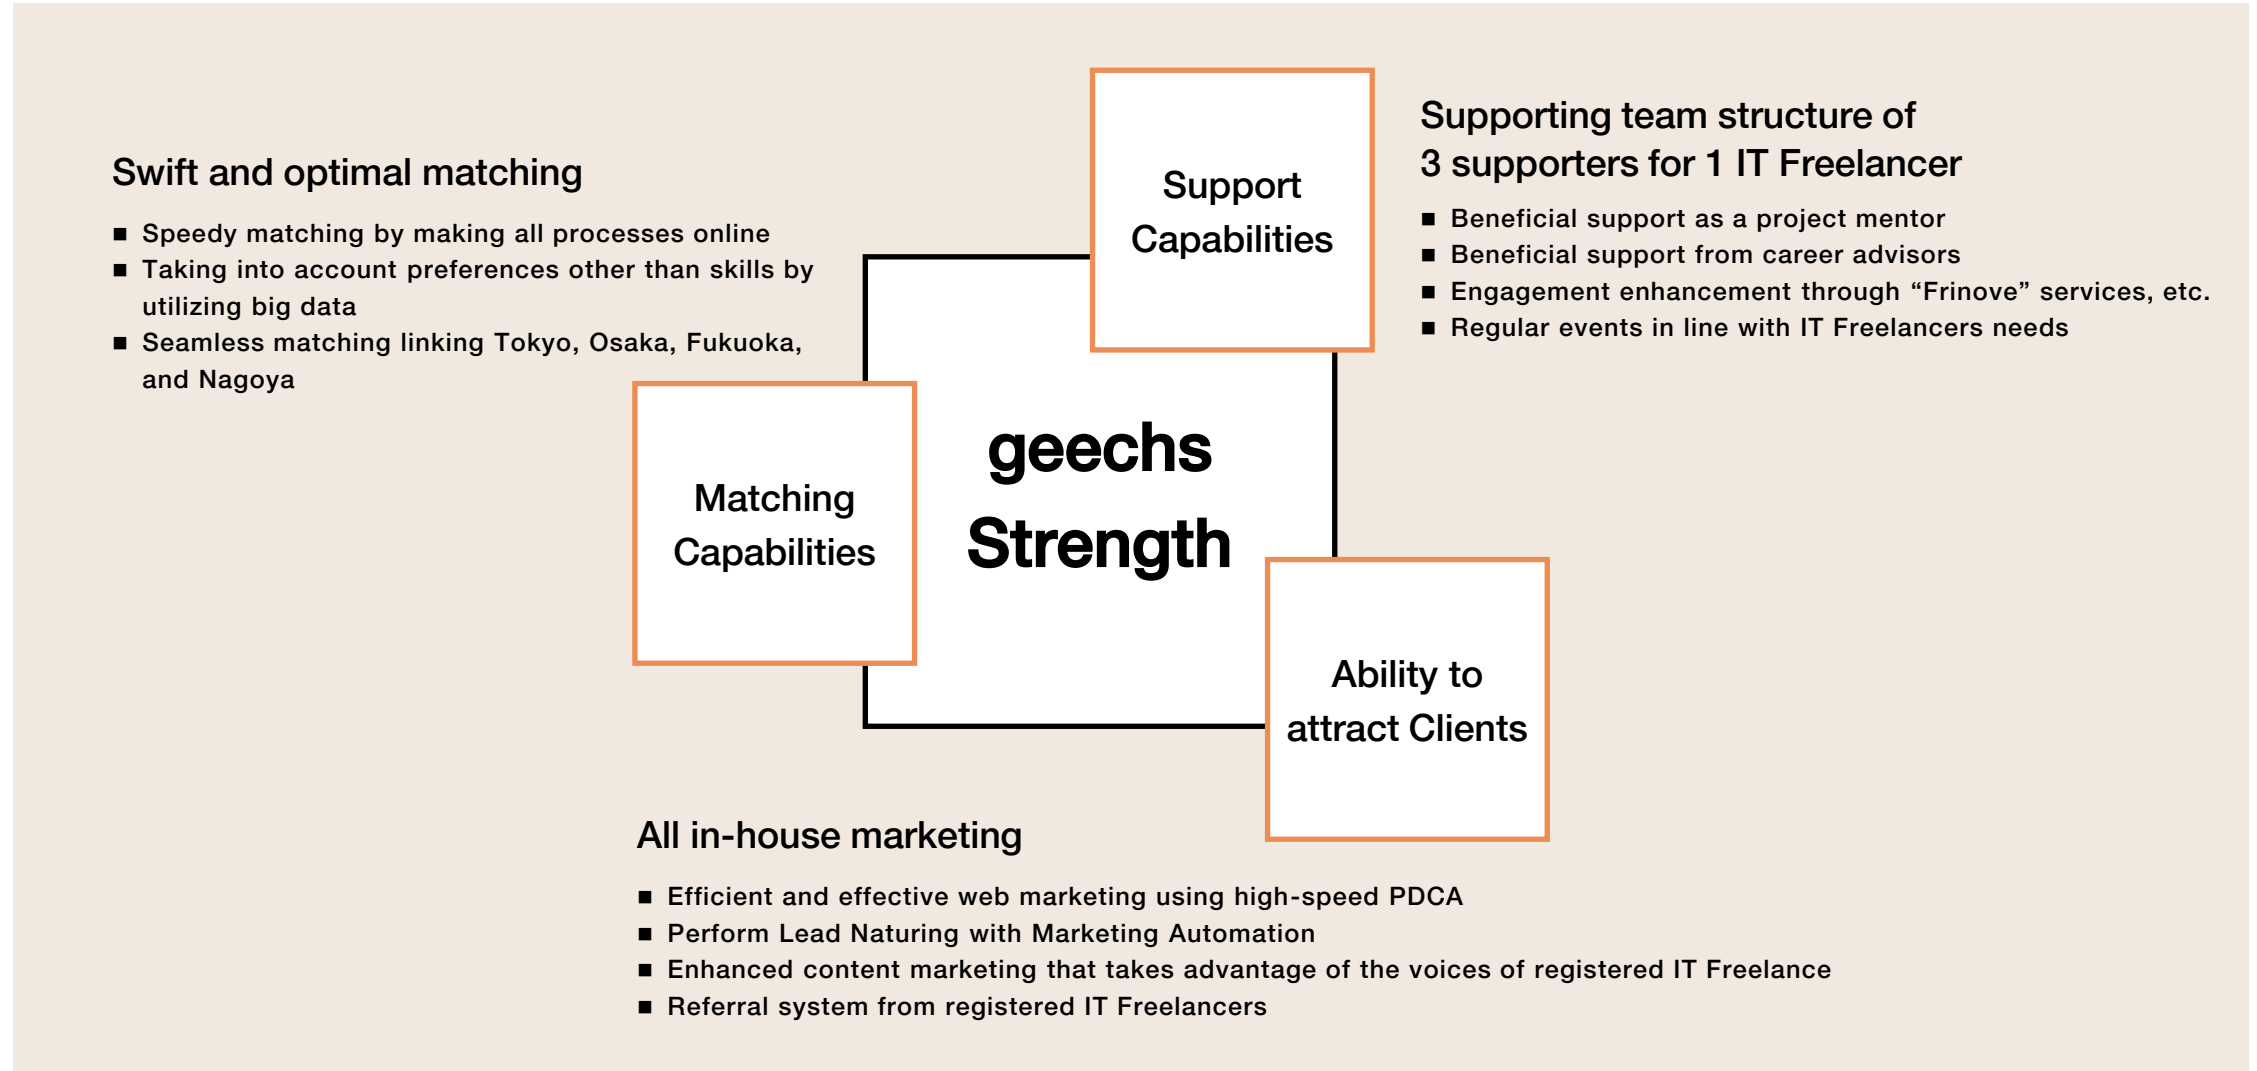 Swift and optimal matching
■ Speedy matching by making all processes online
■ Taking into account preferences other than skills by
utilizing big data
■ Seamless matching linking Tokyo, Osaka, Fukuoka,
and Nagoya
Support
Capabilities
Supporting team structure of
3 supporters for 1 IT Freelancer
■ Beneficial support as a project mentor
■ Beneficial support from career advisors
■ Engagement enhancement through “Frinove” services, etc.
■ Regular events in line with IT Freelancers needs
geechs
Strength
Matching
Capabilities
Ability to
attract Clients
All in-house marketing
■ Efficient and effective web marketing using high-speed PDCA
■ Perform Lead Naturing with Marketing Automation
■ Enhanced content marketing that takes advantage of the voices of registered IT Freelance
■ Referral system from registered IT Freelancers